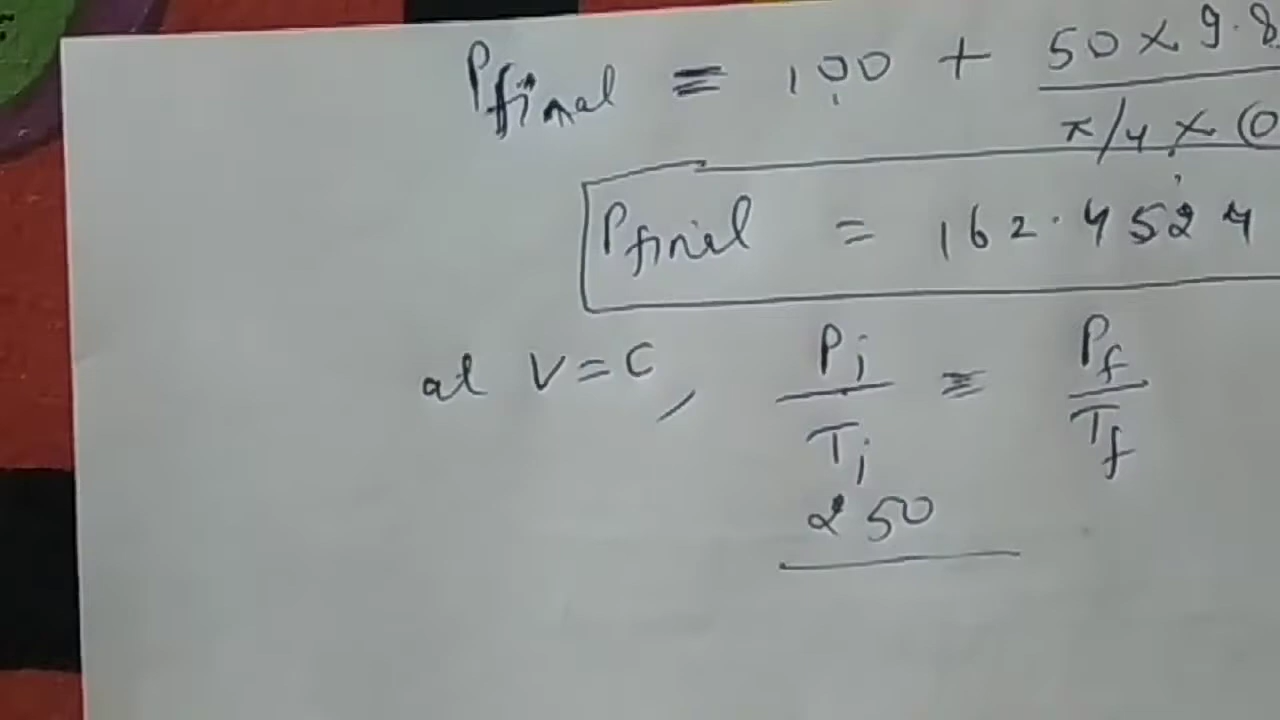 Pfinal = 100 + 50 × 9.8 / π/4 × (0
Pfinal = 162.4524
at V = C, Pi / Ti = Pf / Tf
250